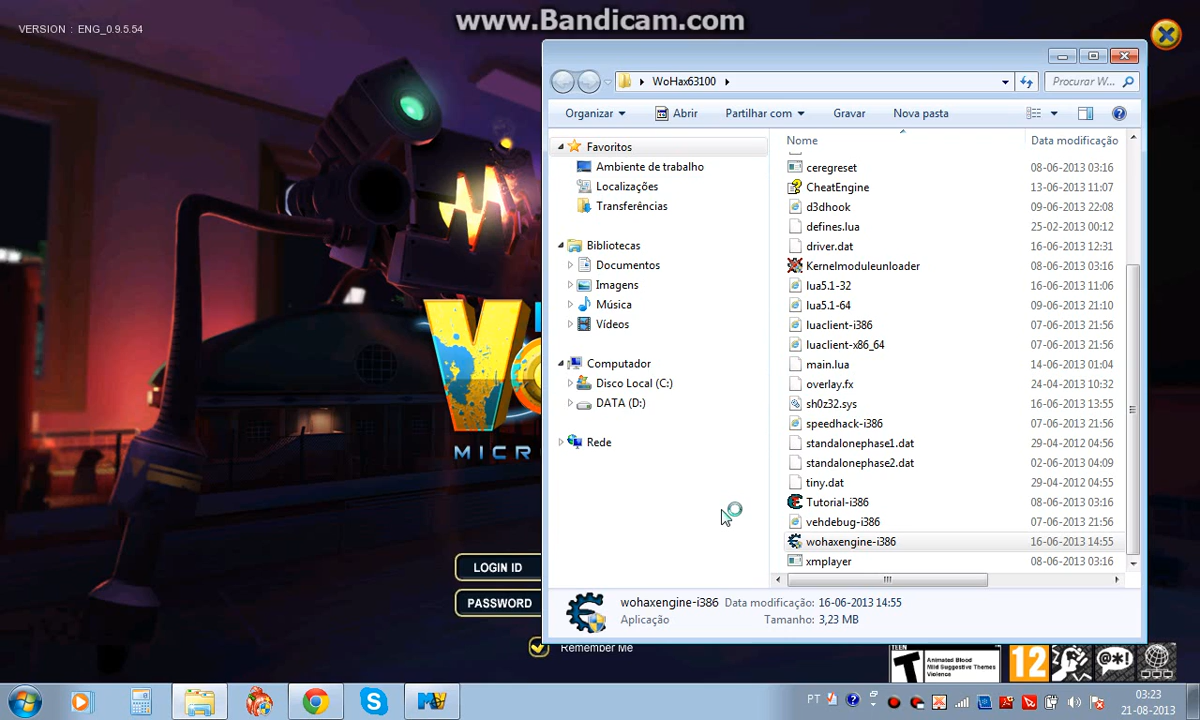 www.Bandicam.com
VERSION : ENG_0.9.5.54
WoHax63100
Procurar W...
Organizar
Abrir
Partilhar com
Gravar
Nova pasta
Favoritos
Ambiente de trabalho
Localizações
Transferências
Bibliotecas
Documentos
Imagens
Música
Vídeos
Computador
Disco Local (C:)
DATA (D:)
Rede
Nome Data modificação
ceregreset 08-06-2013 03:16
CheatEngine 13-06-2013 11:07
d3dhook 09-06-2013 22:08
defines.lua 25-02-2013 00:12
driver.dat 16-06-2013 12:31
Kernelmoduleunloader 08-06-2013 03:16
lua5.1-32 16-06-2013 11:06
lua5.1-64 09-06-2013 21:10
luaclient-i386 07-06-2013 21:56
luaclient-x86_64 07-06-2013 21:56
main.lua 14-06-2013 01:04
overlay.fx 24-04-2013 10:32
sh0z32.sys 16-06-2013 13:55
speedhack-i386 07-06-2013 21:56
standalonephase1.dat 29-04-2012 04:56
standalonephase2.dat 02-06-2013 04:09
tiny.dat 29-04-2012 04:55
Tutorial-i386 08-06-2013 03:16
vehdebug-i386 07-06-2013 21:56
wohaxengine-i386 16-06-2013 14:55
xmplayer 08-06-2013 03:16
wohaxengine-i386 Data modificação: 16-06-2013 14:55
Aplicação Tamanho: 3,23 MB
MICR
LOGIN ID
PASSWORD
Remember Me
TEEN
T
Animated Blood
Mild Suggestive Themes
Violence
12
@*!
PT
03:23
21-08-2013